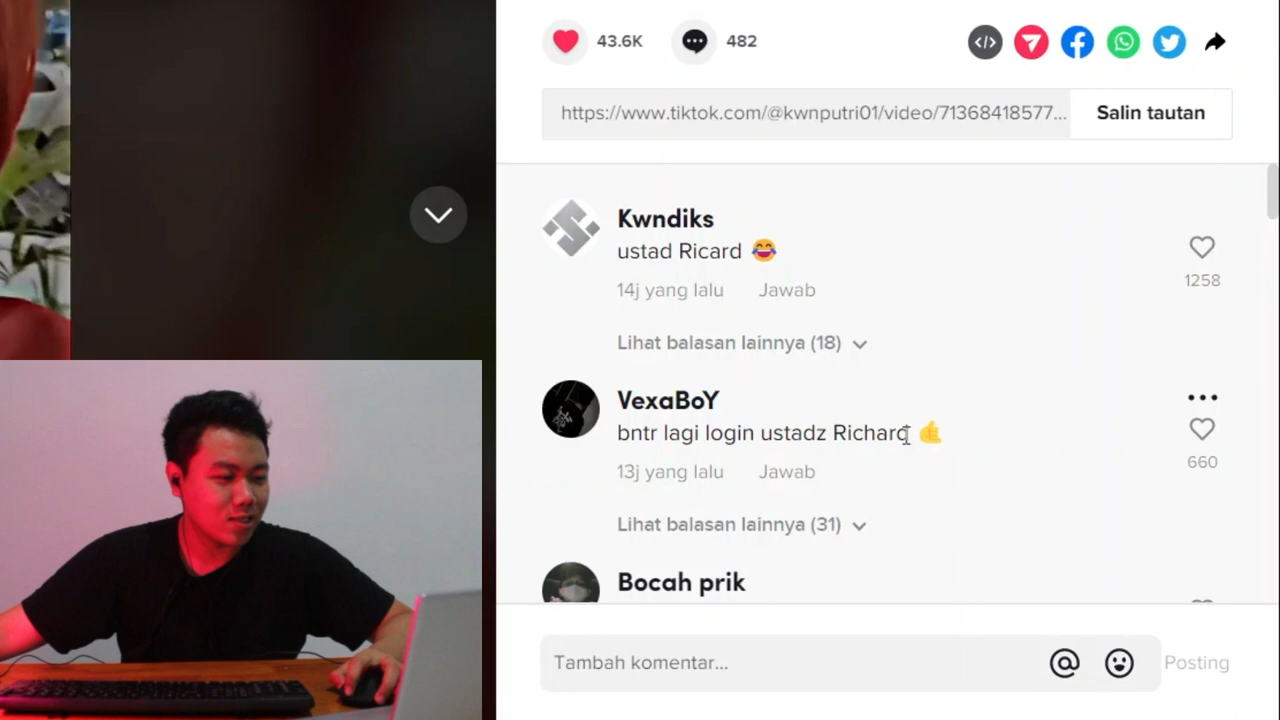 43.6K 482
https://www.tiktok.com/@kwnputri01/video/71368418577... Salin tautan
Kwndiks
ustad Ricard 😂
1258
14j yang lalu Jawab
Lihat balasan lainnya (18)
VexaBoY
bntr lagi login ustadz Richard 🤙
660
13j yang lalu Jawab
Lihat balasan lainnya (31)
Bocah prik
Tambah komentar... Posting